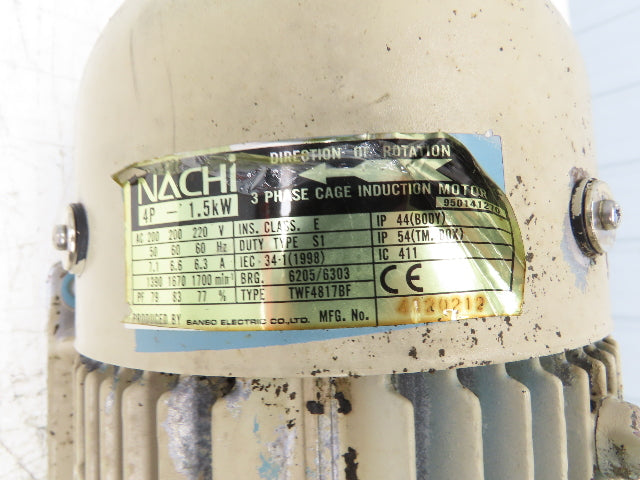 DIRECTION OF ROTATION
NACHi
4P - 1.5kW
3 PHASE CAGE INDUCTION MOTOR
AC 200 200 220 V
50 60 60 Hz
7.1 6.6 6.3 A
1390 1670 1700 min⁻¹
PF 79 83 77 %
INS. CLASS. E
DUTY TYPE S1
IEC-34-1(1998)
BRG. 6205/6303
TYPE TWF4817BF
IP 44(BODY)
IP 54(TM. BOX)
IC 411
CE
PRODUCED BY SANSO ELECTRIC CO.,LTD. MFG. No.